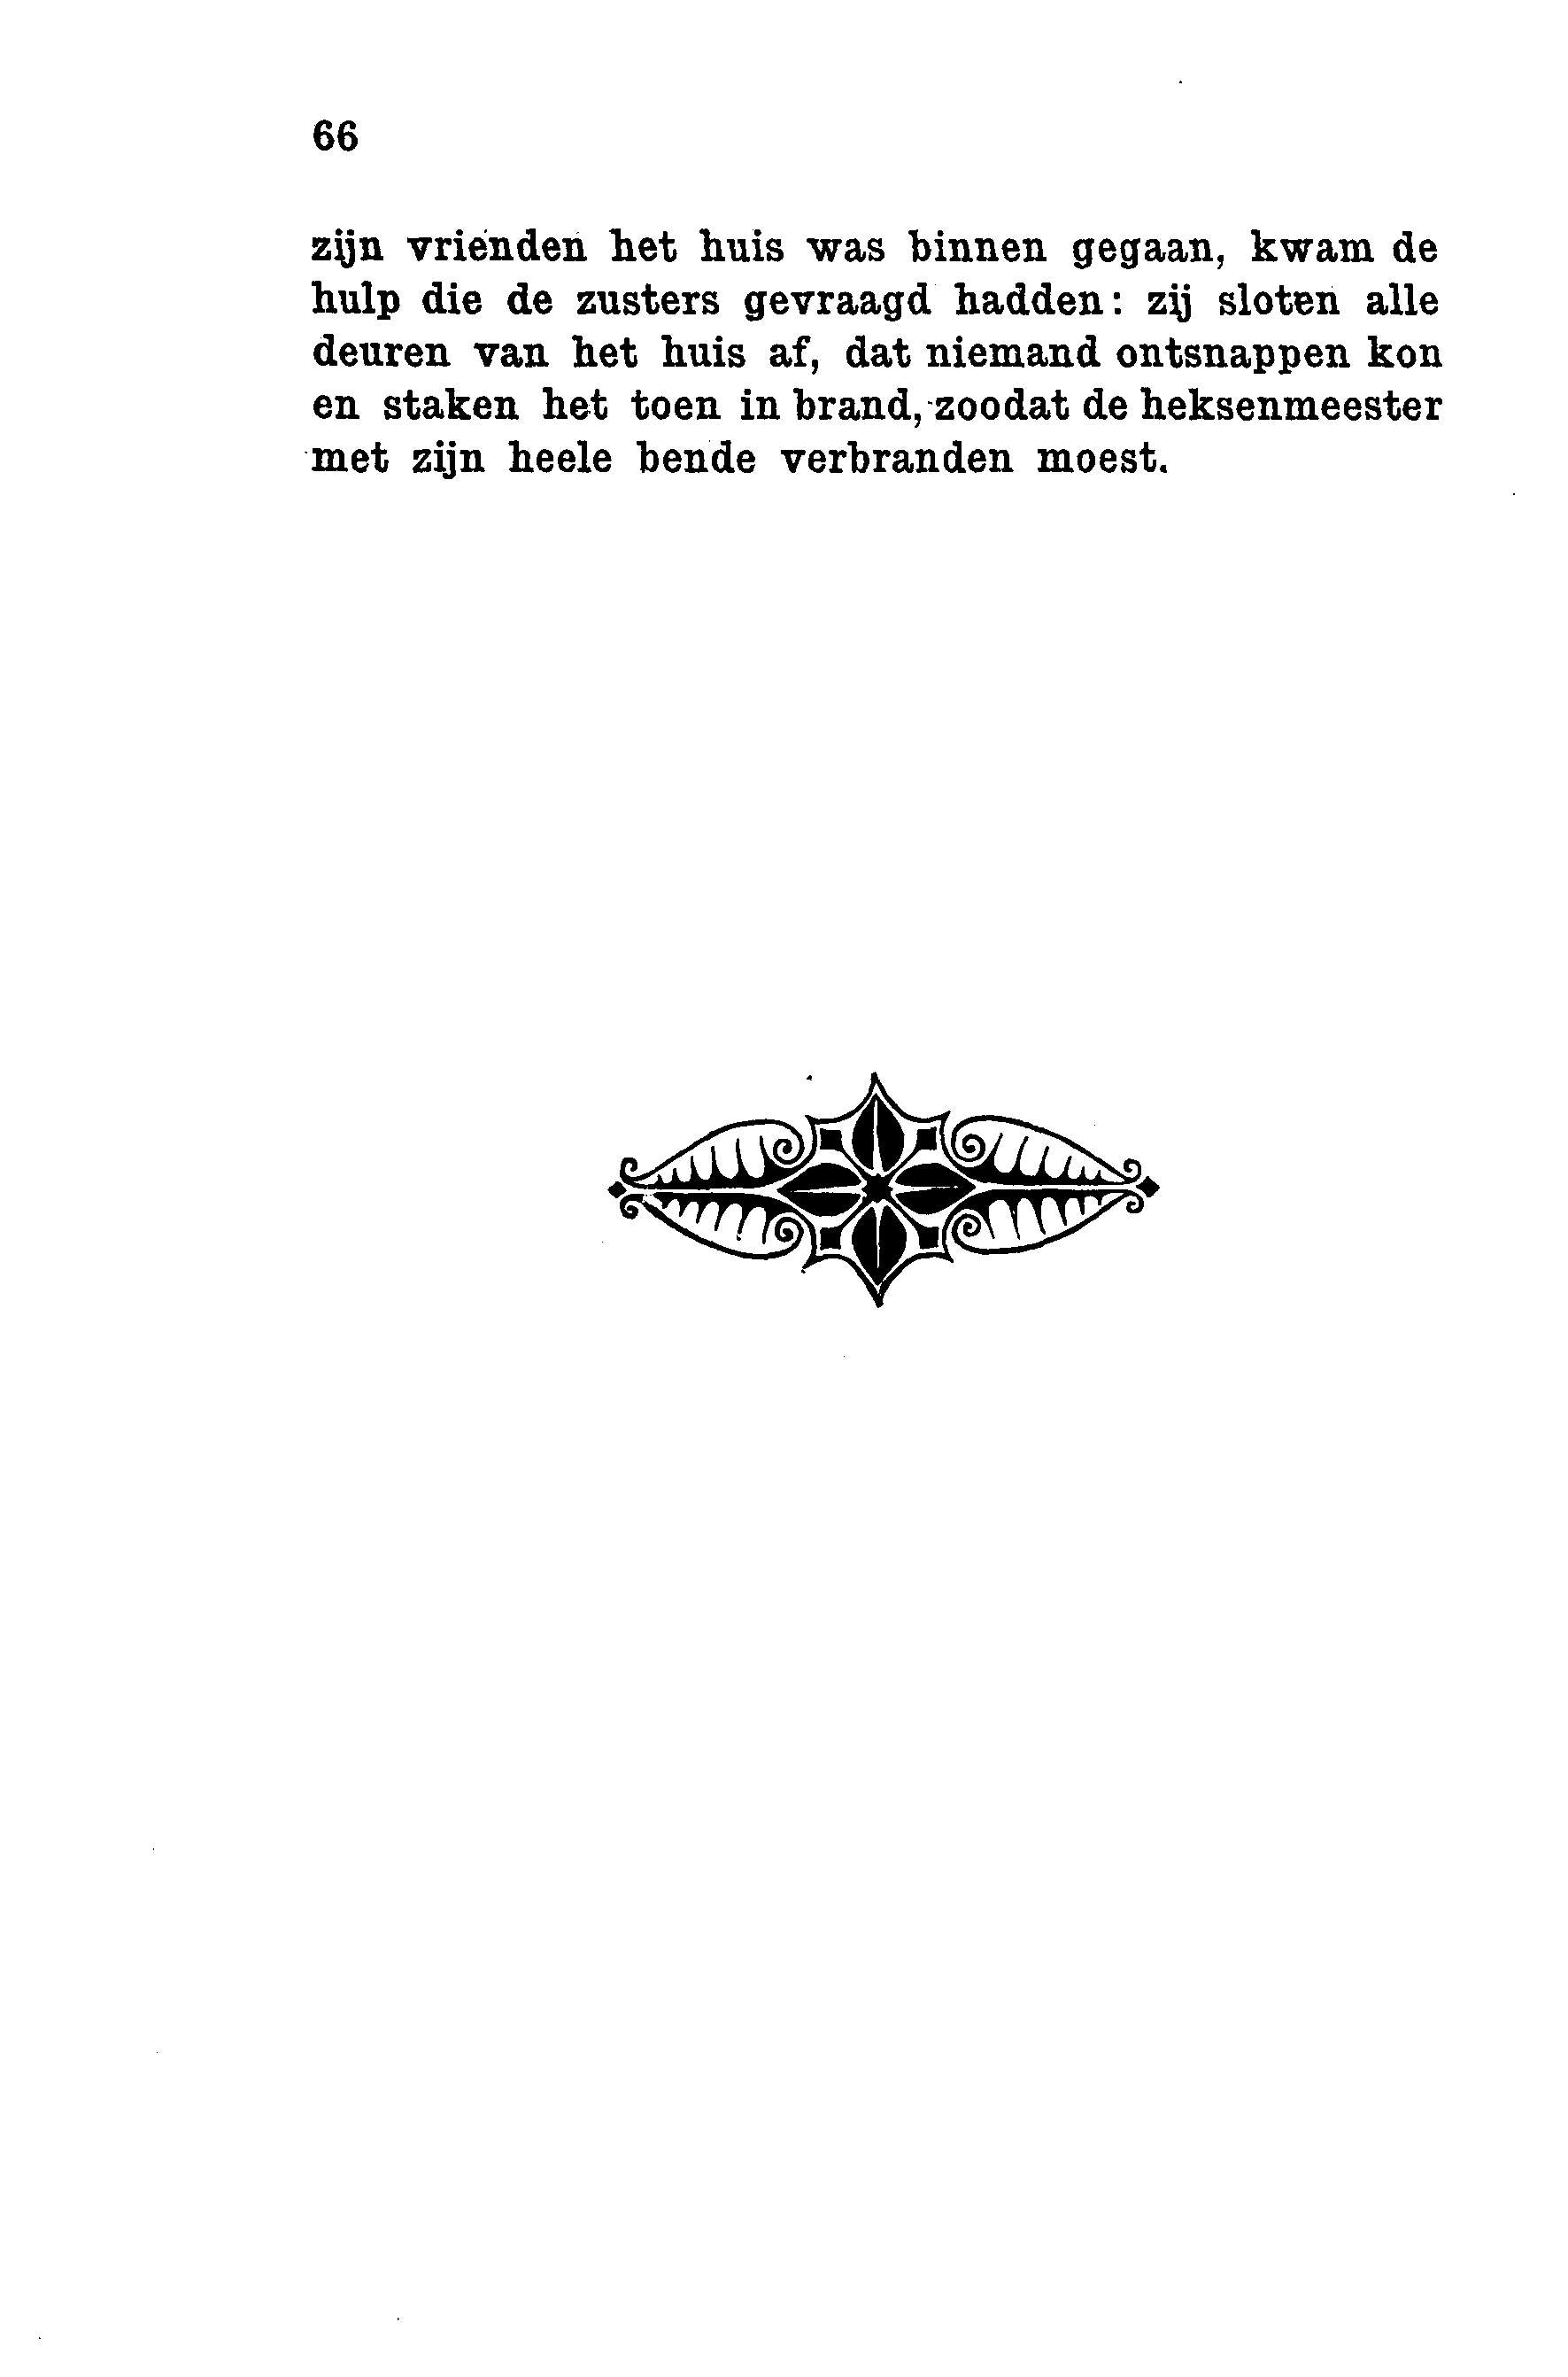 66
zijn vrienden het huis was binnen gegaan, kwam de
hulp die de zusters gevraagd hadden: zij sloten alle
deuren van het huis af, dat niemand ontsnappen kon
en staken het toen in brand, zoodat de heksenmeester
met zijn heele bende verbranden moest.